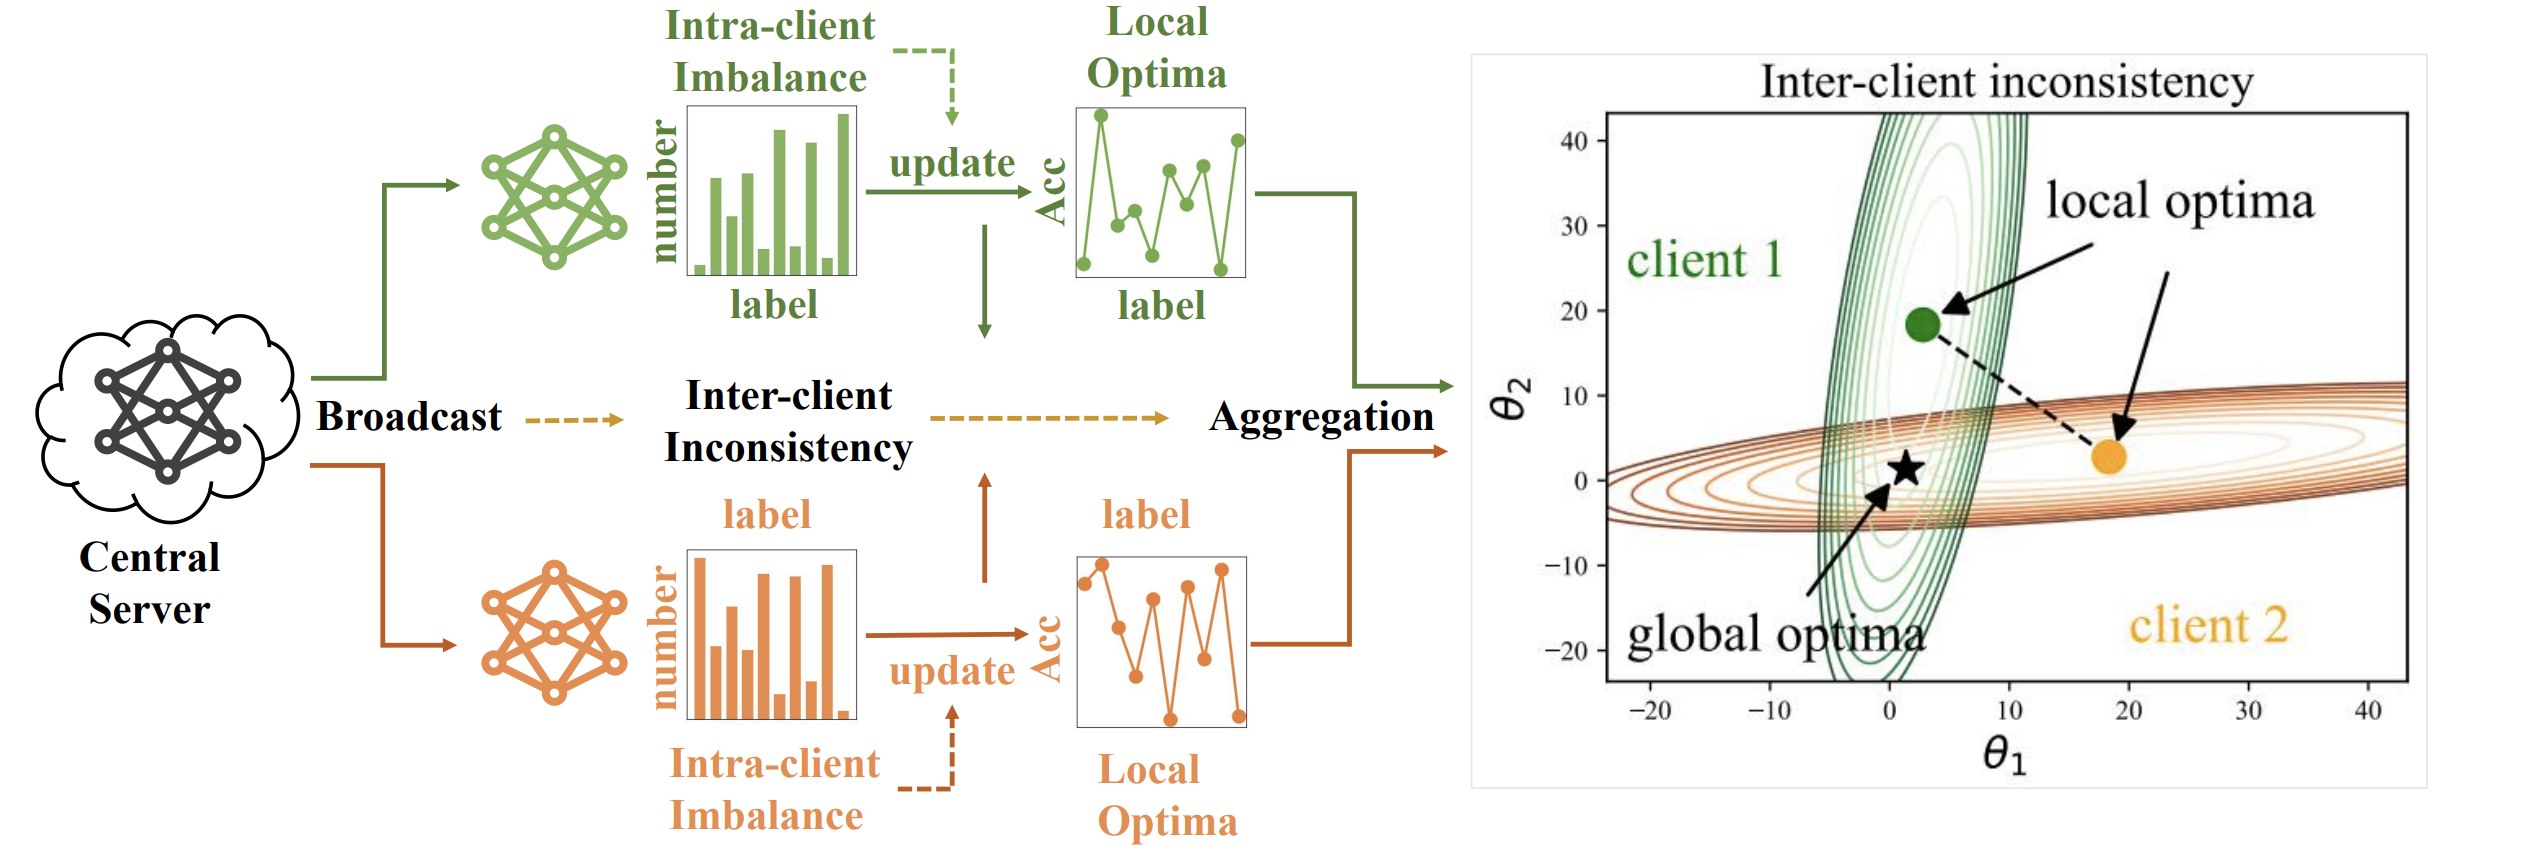 Intra-client
Imbalance
number
label
update
Local
Optima
Acc
label
Broadcast
Central
Server
Inter-client
Inconsistency
Aggregation
label
number
Intra-client
Imbalance
update
label
Acc
Local
Optima
Inter-client inconsistency
40
30
20
10
0
−10
−20
θ2
client 1
local optima
global optima
client 2
−20 −10 0 10 20 30 40
θ1